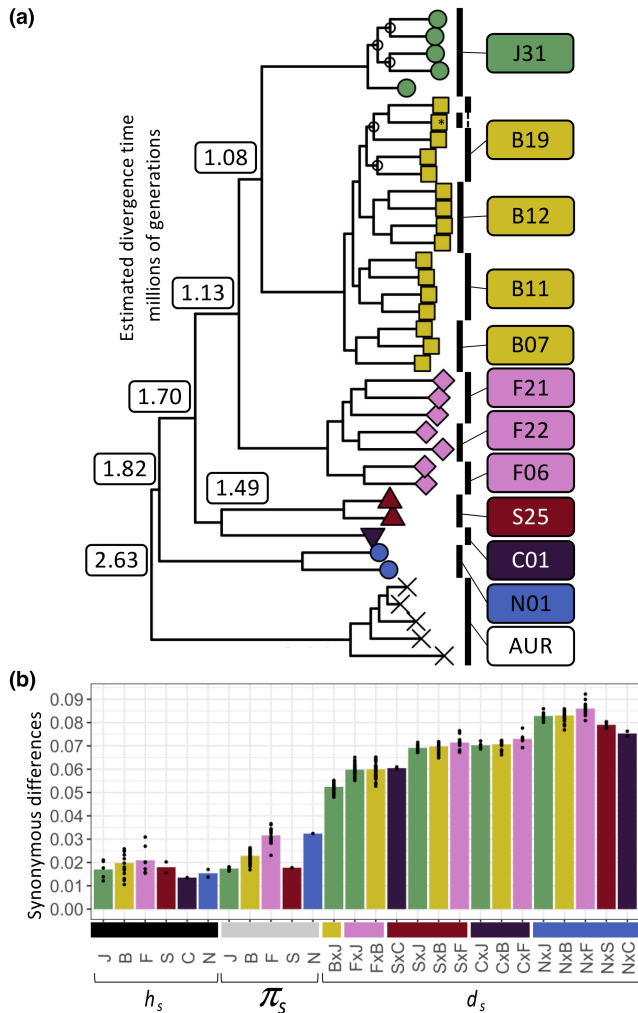 (a)
Estimated divergence time
millions of generations
1.08
1.13
1.70
1.82
1.49
2.63
*
J31
B19
B12
B11
B07
F21
F22
F06
S25
C01
N01
AUR
(b)
Synonymous differences
0.09
0.08
0.07
0.06
0.05
0.04
0.03
0.02
0.01
0.00
J B F S C N J B F S N BxJ FxJ FxB SxC SxJ SxB SxF CxJ CxB CxF NxJ NxB NxF NxS NxC
hs πs ds